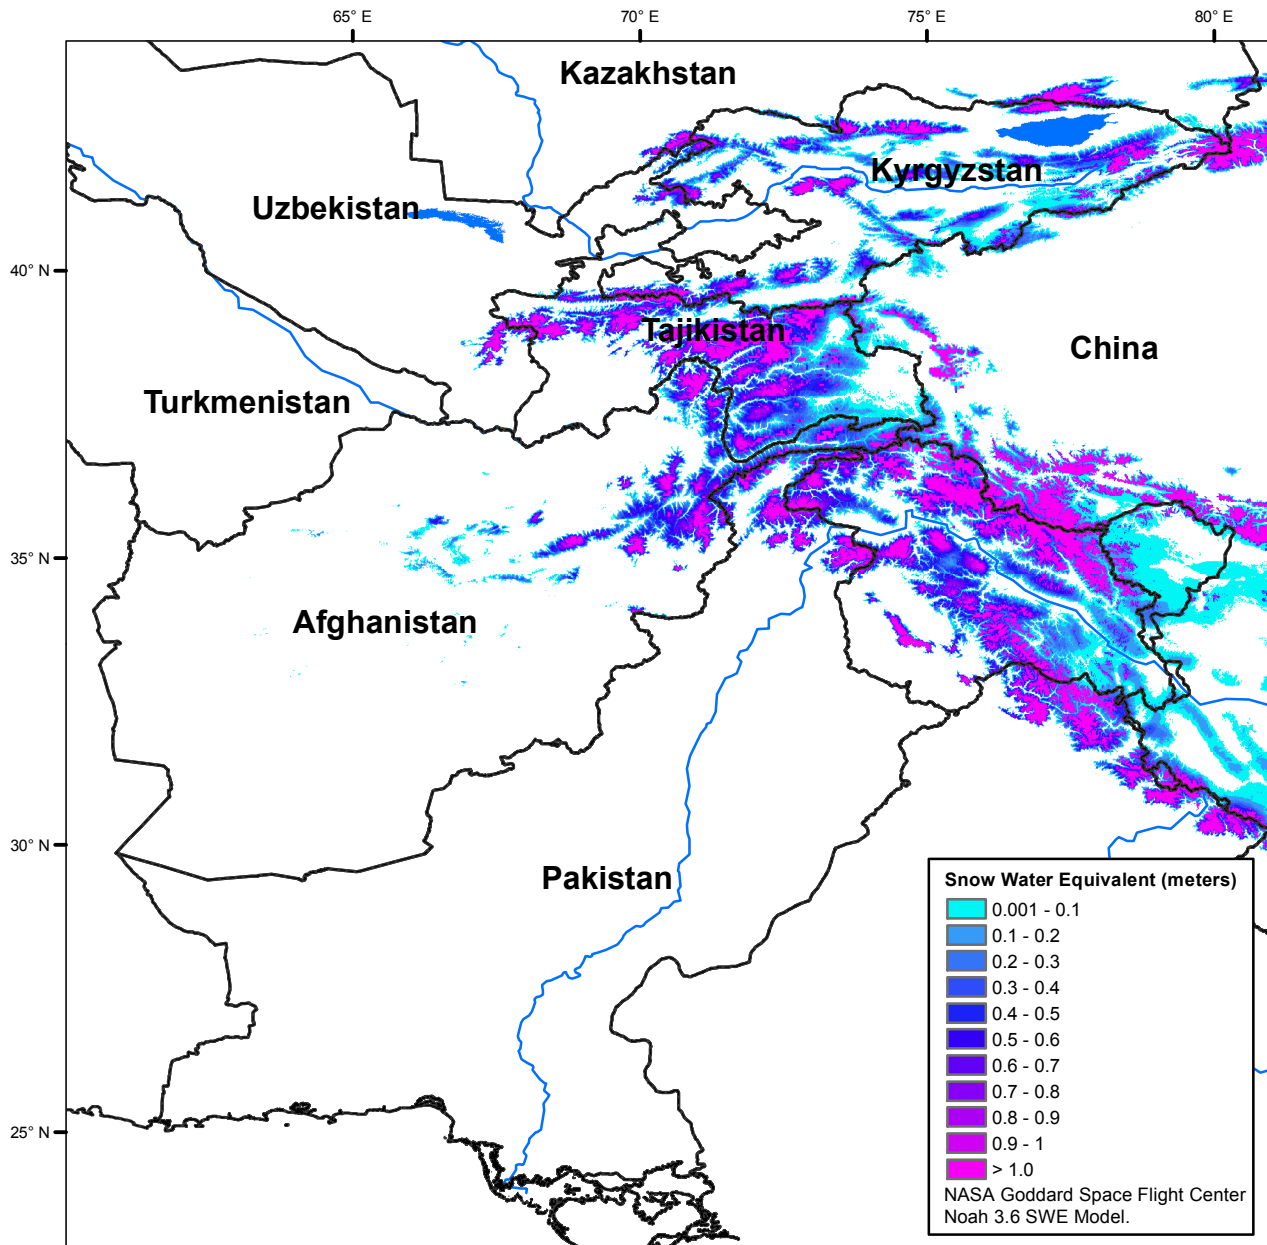 65° E 70° E 75° E 80° E
Kazakhstan
Kyrgyzstan
Uzbekistan
40° N
Tajikistan
China
Turkmenistan
35° N
Afghanistan
30° N
Pakistan
25° N
Snow Water Equivalent (meters)
0.001 - 0.1
0.1 - 0.2
0.2 - 0.3
0.3 - 0.4
0.4 - 0.5
0.5 - 0.6
0.6 - 0.7
0.7 - 0.8
0.8 - 0.9
0.9 - 1
> 1.0
NASA Goddard Space Flight Center
Noah 3.6 SWE Model.